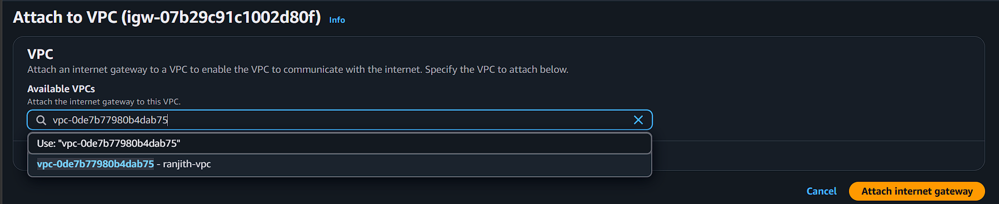 Attach to VPC (igw-07b29c91c1002d80f) Info
VPC
Attach an internet gateway to a VPC to enable the VPC to communicate with the internet. Specify the VPC to attach below.
Available VPCs
Attach the internet gateway to this VPC.
vpc-0de7b77980b4dab75
Use: "vpc-0de7b77980b4dab75"
vpc-0de7b77980b4dab75 - ranjith-vpc
Cancel Attach internet gateway